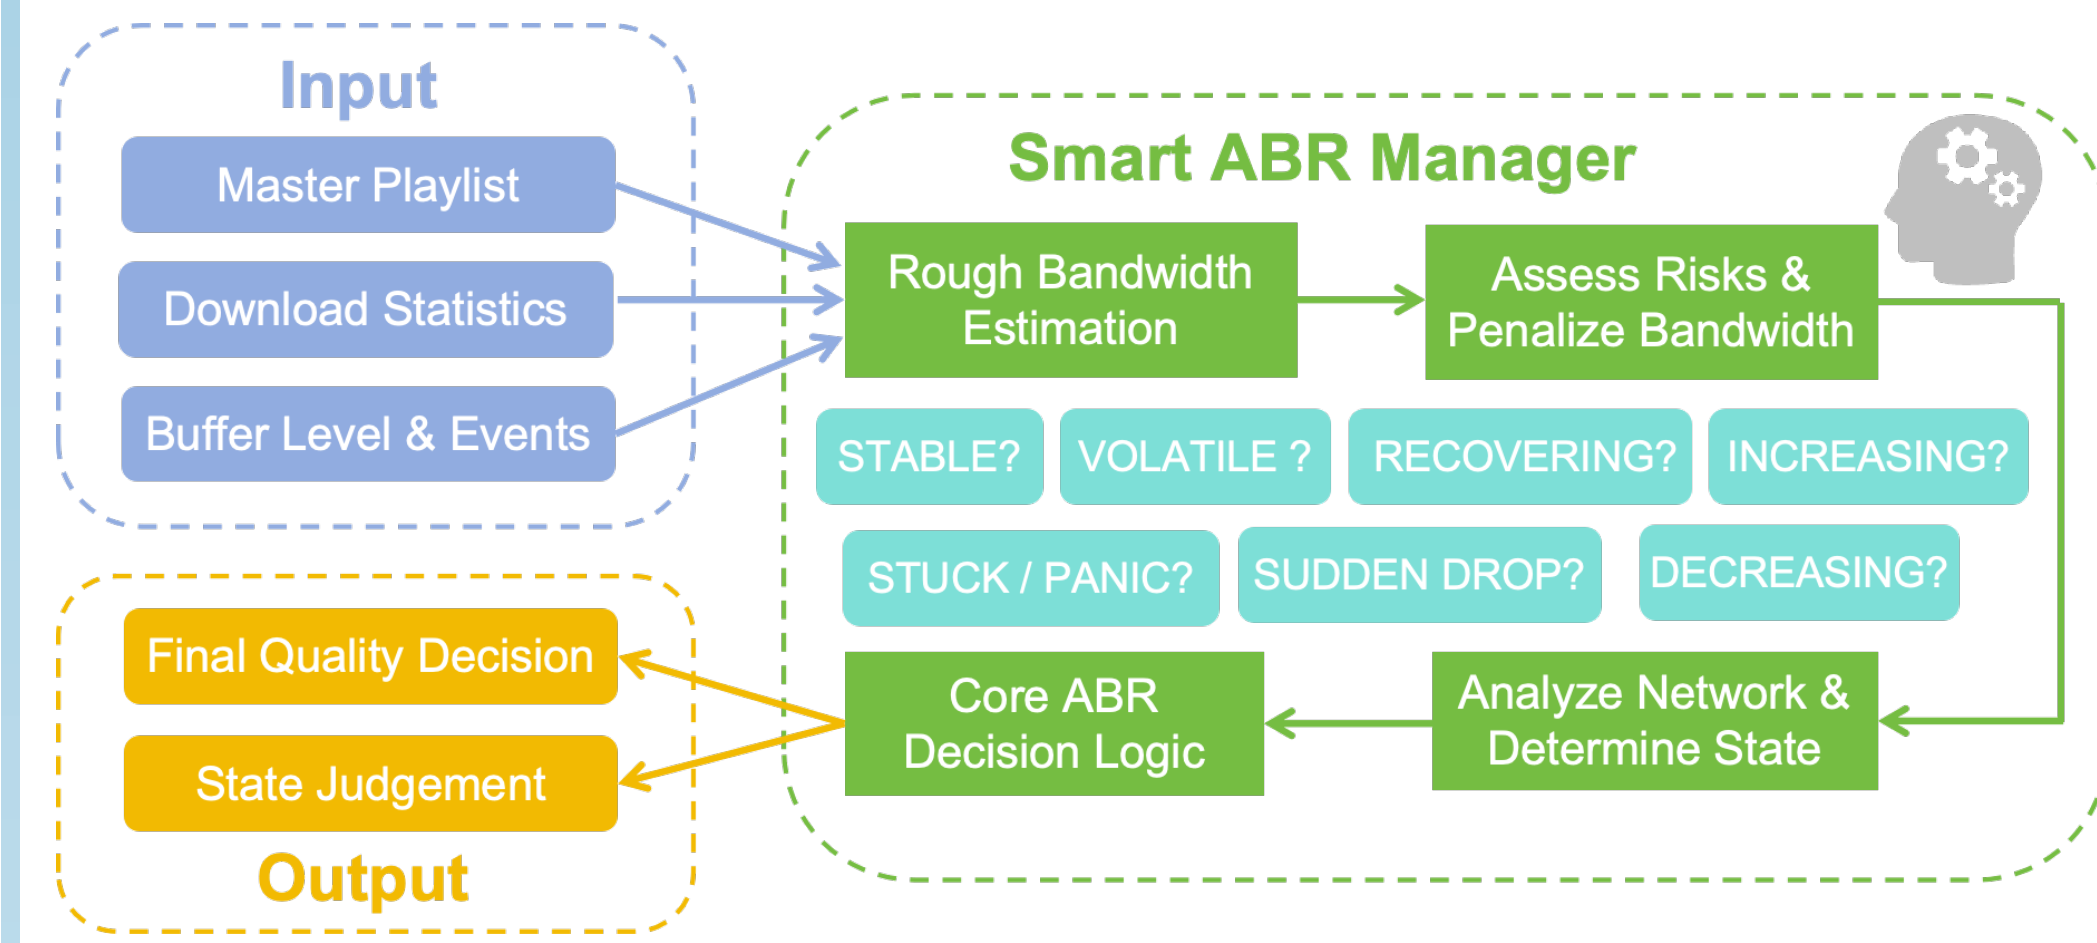 Input
Master Playlist
Download Statistics
Buffer Level & Events
Smart ABR Manager
Rough Bandwidth
Estimation
Assess Risks &
Penalize Bandwidth
STABLE?
VOLATILE ?
RECOVERING?
INCREASING?
STUCK / PANIC?
SUDDEN DROP?
DECREASING?
Analyze Network &
Determine State
Core ABR
Decision Logic
Final Quality Decision
State Judgement
Output